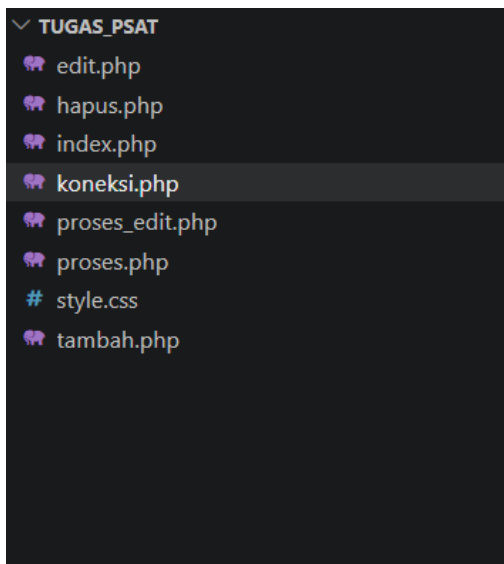 TUGAS_PSAT
edit.php
hapus.php
index.php
koneksi.php
proses_edit.php
proses.php
# style.css
tambah.php